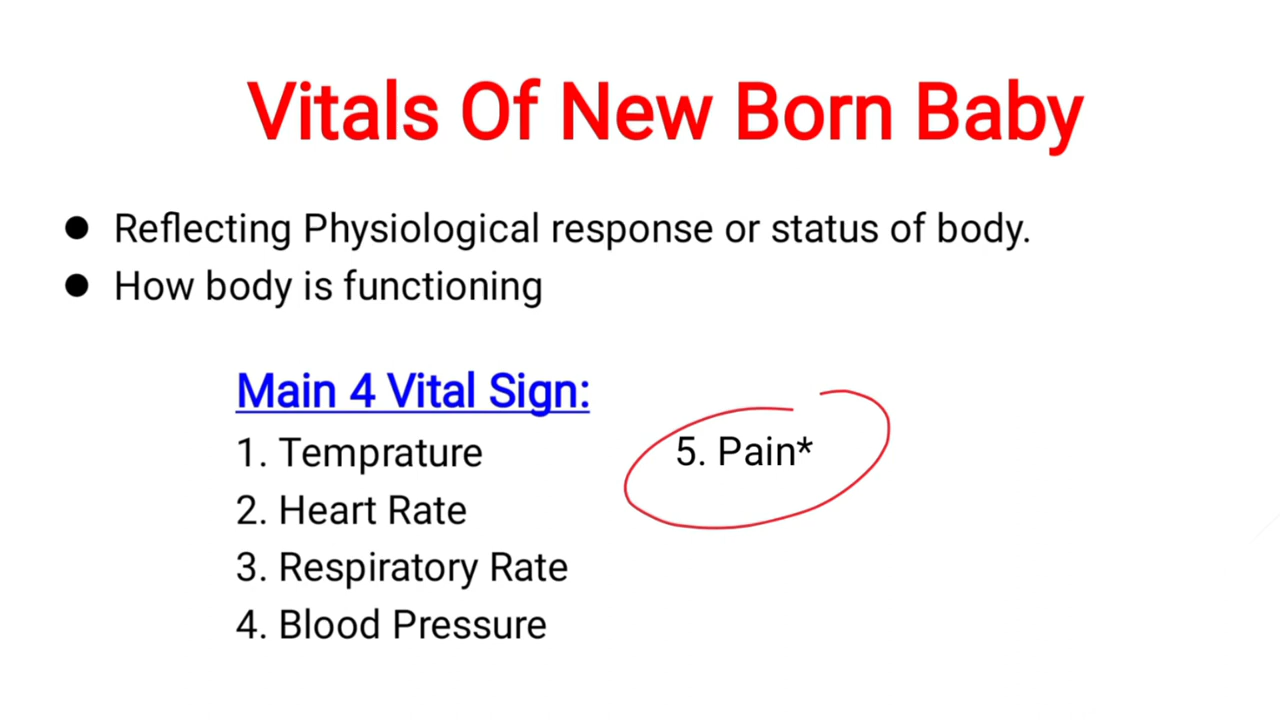 Vitals Of New Born Baby
● Reflecting Physiological response or status of body.
● How body is functioning
Main 4 Vital Sign:
1. Temprature
2. Heart Rate
3. Respiratory Rate
4. Blood Pressure
5. Pain*